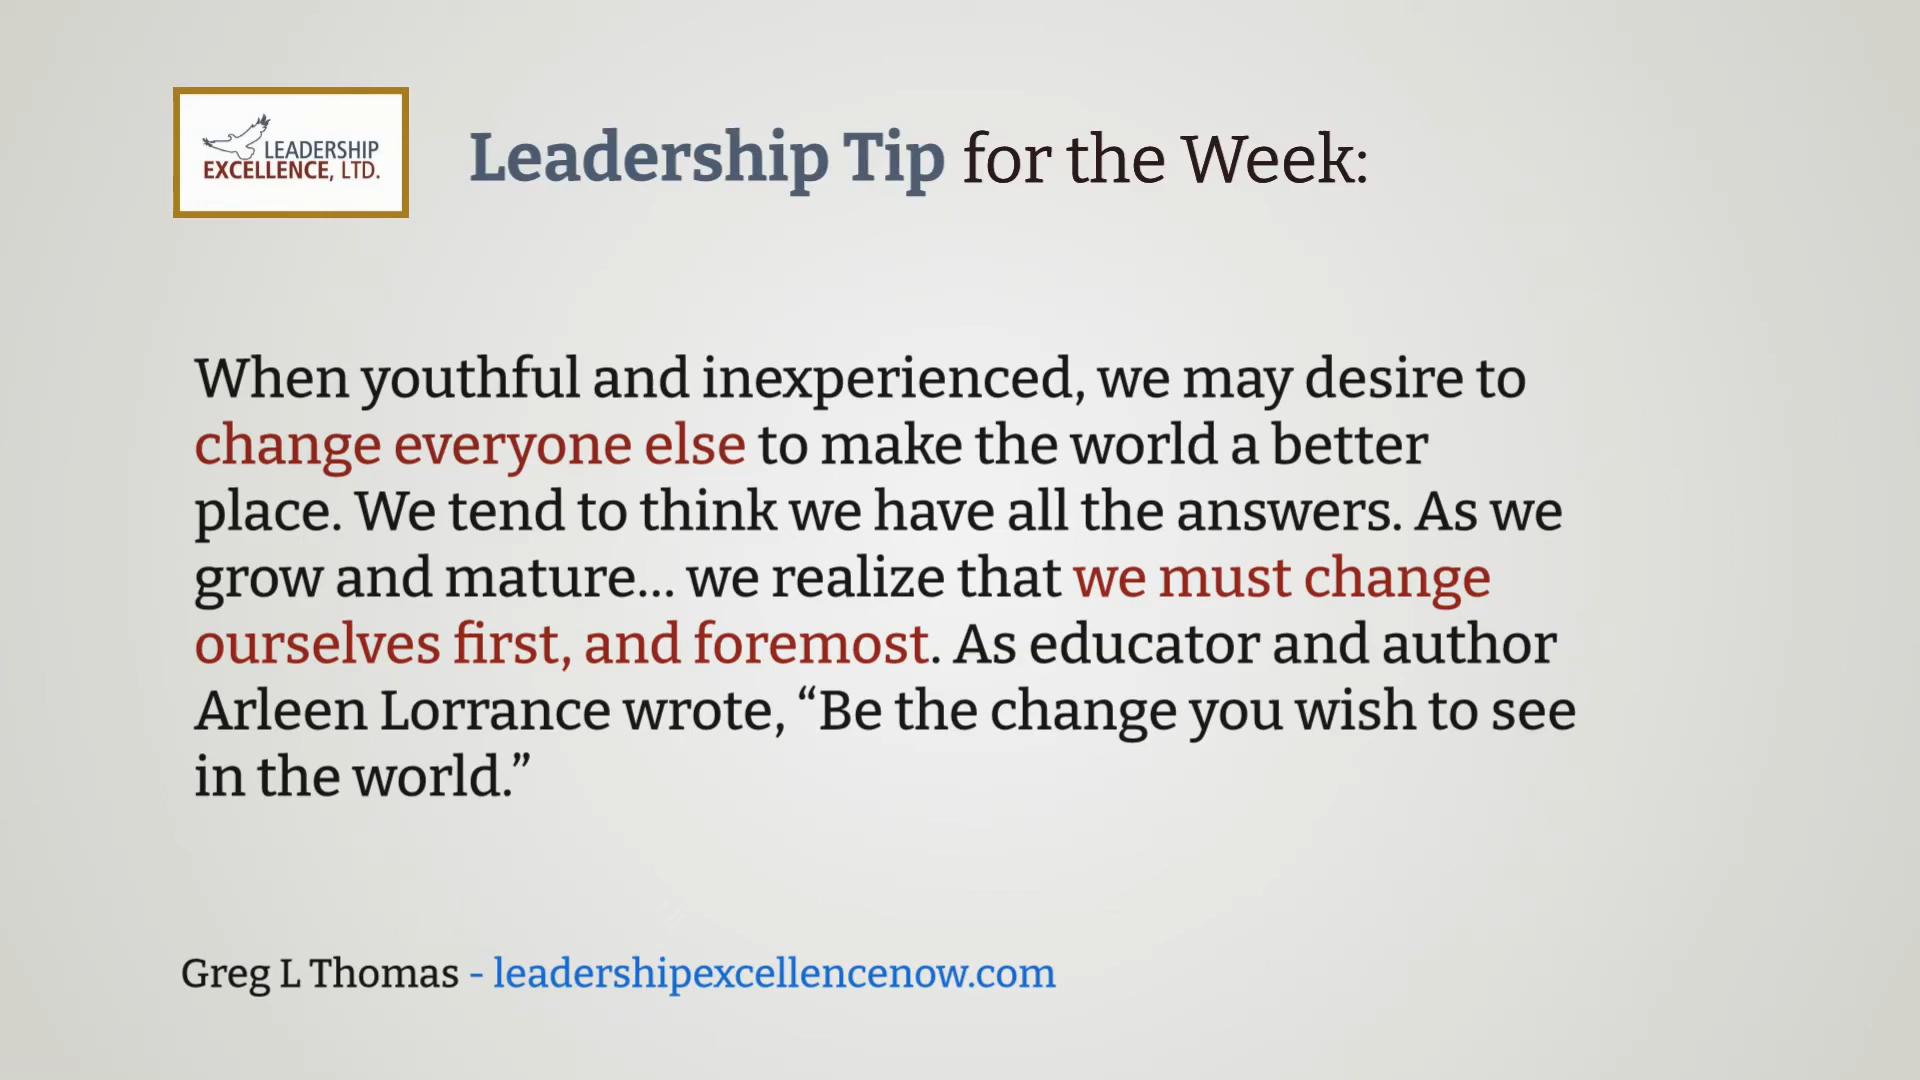 LEADERSHIP
EXCELLENCE, LTD.
Leadership Tip for the Week:
When youthful and inexperienced, we may desire to
change everyone else to make the world a better
place. We tend to think we have all the answers. As we
grow and mature... we realize that we must change
ourselves first, and foremost. As educator and author
Arleen Lorrance wrote, “Be the change you wish to see
in the world.”
Greg L Thomas - leadershipexcellencenow.com